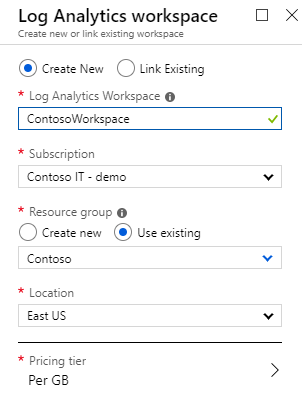 Log Analytics workspace
Create new or link existing workspace
Create New Link Existing
* Log Analytics Workspace
ContosoWorkspace
* Subscription
Contoso IT - demo
* Resource group
Create new Use existing
Contoso
* Location
East US
* Pricing tier
Per GB